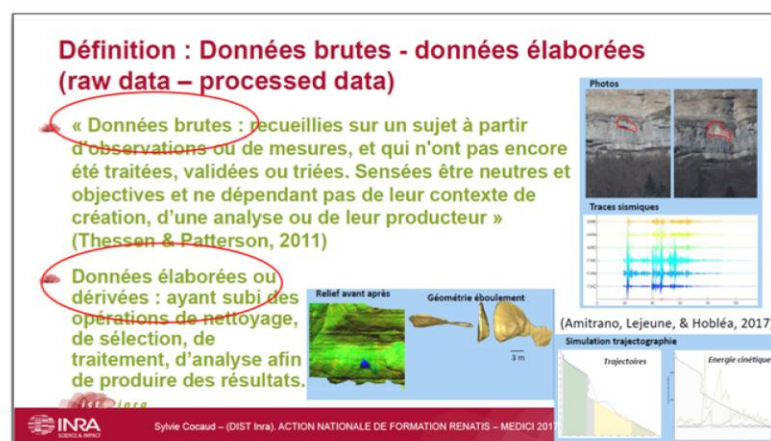 Définition : Données brutes - données élaborées
(raw data – processed data)
« Données brutes : recueillies sur un sujet à partir
d'observations ou de mesures, et qui n'ont pas encore
été traitées, validées ou triées. Sensées être neutres et
objectives et ne dépendant pas de leur contexte de
création, d'une analyse ou de leur producteur »
(Thessen & Patterson, 2011)
Données élaborées ou
dérivées : ayant subi des
opérations de nettoyage,
de sélection, de
traitement, d'analyse afin
de produire des résultats.
Photos
Traces sismiques
Relief avant après
Géométrie éboulement
3 m
(Amitrano, Lejeune, & Hobléa, 2017)
Simulation trajectographie
Trajectoires
Energie cinétique
dist inra
INRA
SCIENCE & IMPACT
Sylvie Cocaud – (DIST Inra). ACTION NATIONALE DE FORMATION RENATIS – MEDICI 2017